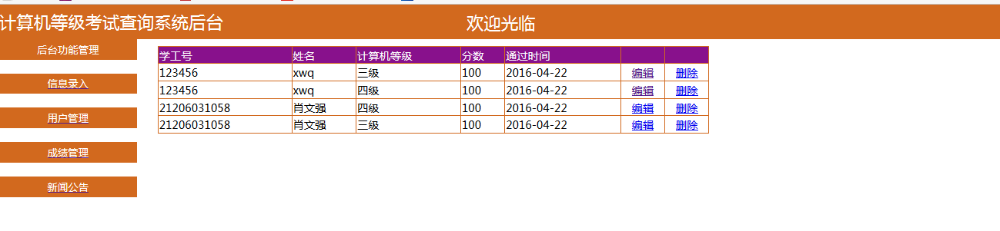 计算机等级考试查询系统后台 欢迎光临
后台功能管理
信息录入
用户管理
成绩管理
新闻公告
学工号 姓名 计算机等级 分数 通过时间
123456 xwq 三级 100 2016-04-22 编辑 删除
123456 xwq 四级 100 2016-04-22 编辑 删除
21206031058 肖文强 四级 100 2016-04-22 编辑 删除
21206031058 肖文强 三级 100 2016-04-22 编辑 删除